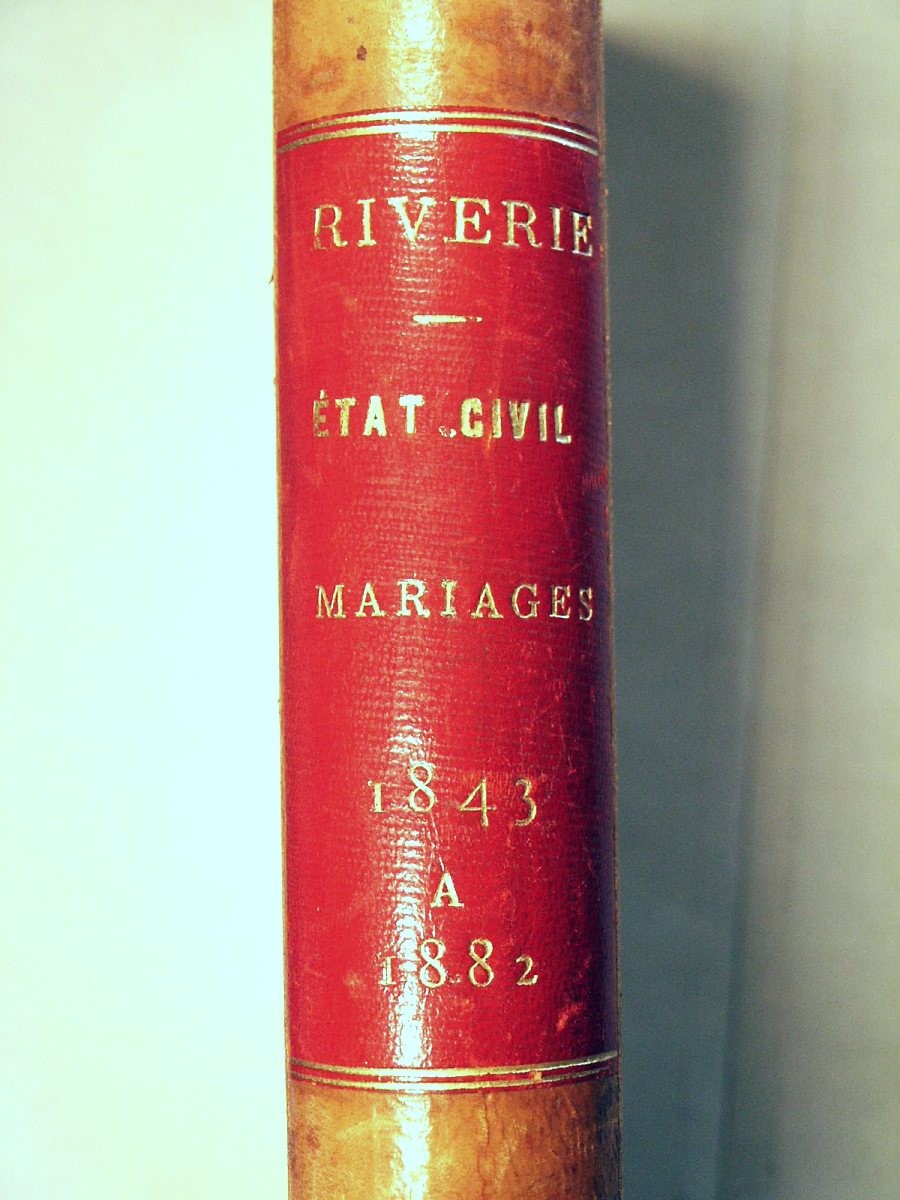 RIVERIE
ÉTAT CIVIL
MARIAGES
1843
A
1882